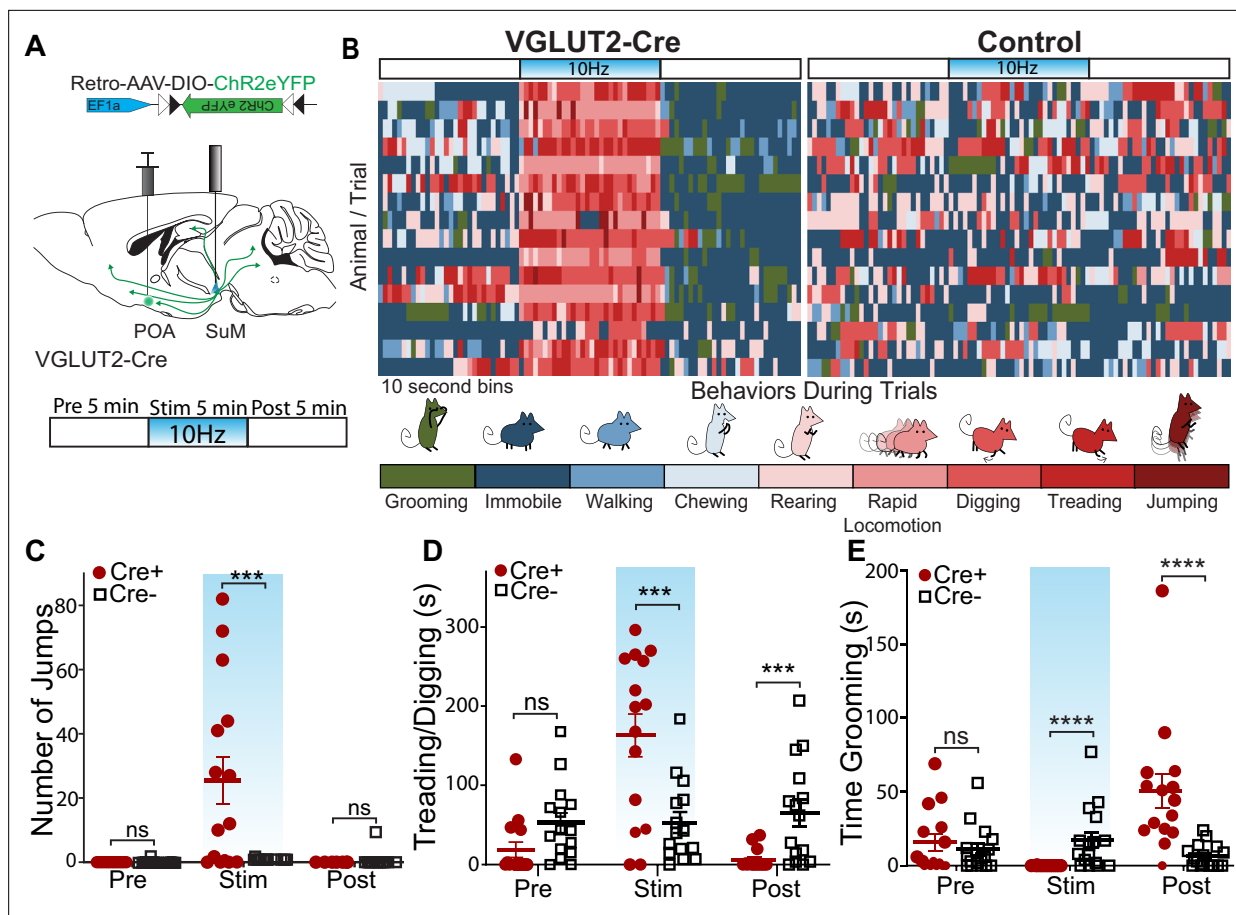 A
Retro-AAV-DIO-ChR2eYFP
EF1a
ChR2 eYFP
POA
SuM
VGLUT2-Cre
Pre 5 min
Stim 5 min
Post 5 min
10Hz
B
VGLUT2-Cre
Control
10Hz
10Hz
Animal / Trial
10 second bins
Behaviors During Trials
Grooming
Immobile
Walking
Chewing
Rearing
Rapid
Locomotion
Digging
Treading
Jumping
C
Cre+
Cre-
***
ns
ns
Number of Jumps
80
60
40
20
0
Pre
Stim
Post
D
Cre+
Cre-
ns
***
***
Treading/Digging (s)
300
200
100
0
Pre
Stim
Post
E
Cre+
Cre-
ns
****
****
Time Grooming (s)
200
150
100
50
0
Pre
Stim
Post